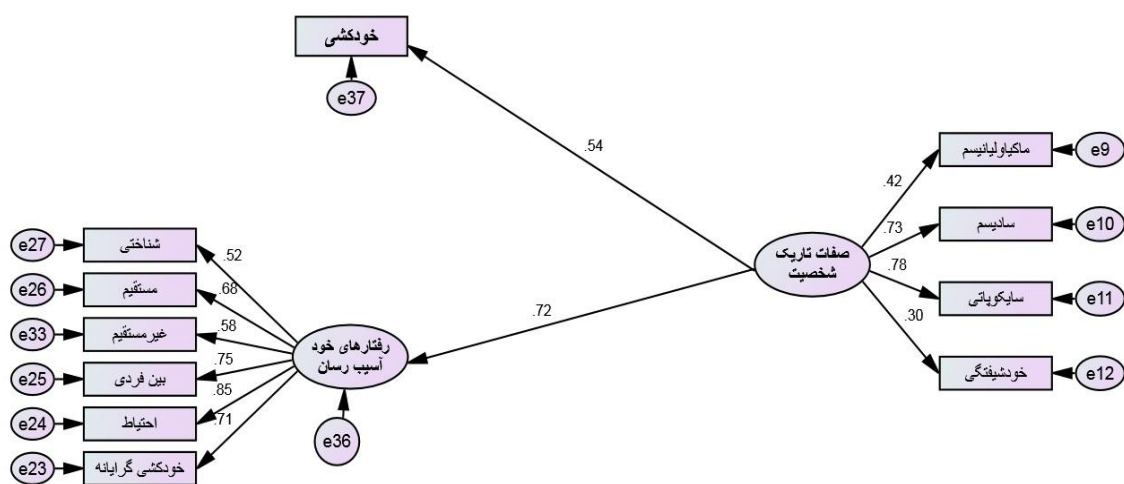 خودکشی
e37
.54
ماکیاولیانیسم
e9
.42
سادیسم
e10
.73
صفات تاریک
شخصیت
سایکوپاتی
e11
.78
خودشیفتگی
e12
.30
.72
e27
شناختی
.52
e26
مستقیم
.68
e33
غیرمستقیم
.58
رفتارهای خود
آسیب رسان
e25
بین فردی
.75
e24
احتیاط
.85
e23
خودکشی گرایانه
.71
e36